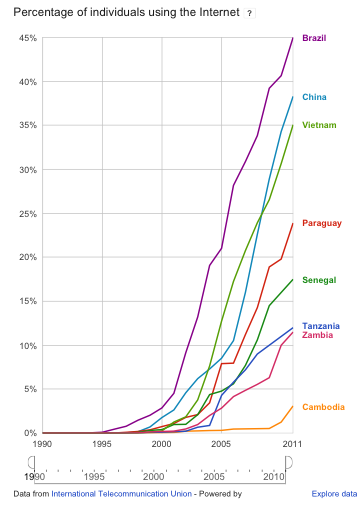 Percentage of individuals using the Internet ?
45%
Brazil
40%
China
35%
Vietnam
30%
25%
Paraguay
20%
Senegal
15%
Tanzania
Zambia
10%
5%
Cambodia
0%
1990 1995 2000 2005 2011
1990 1995 2000 2005 2010
Data from International Telecommunication Union - Powered by Explore data